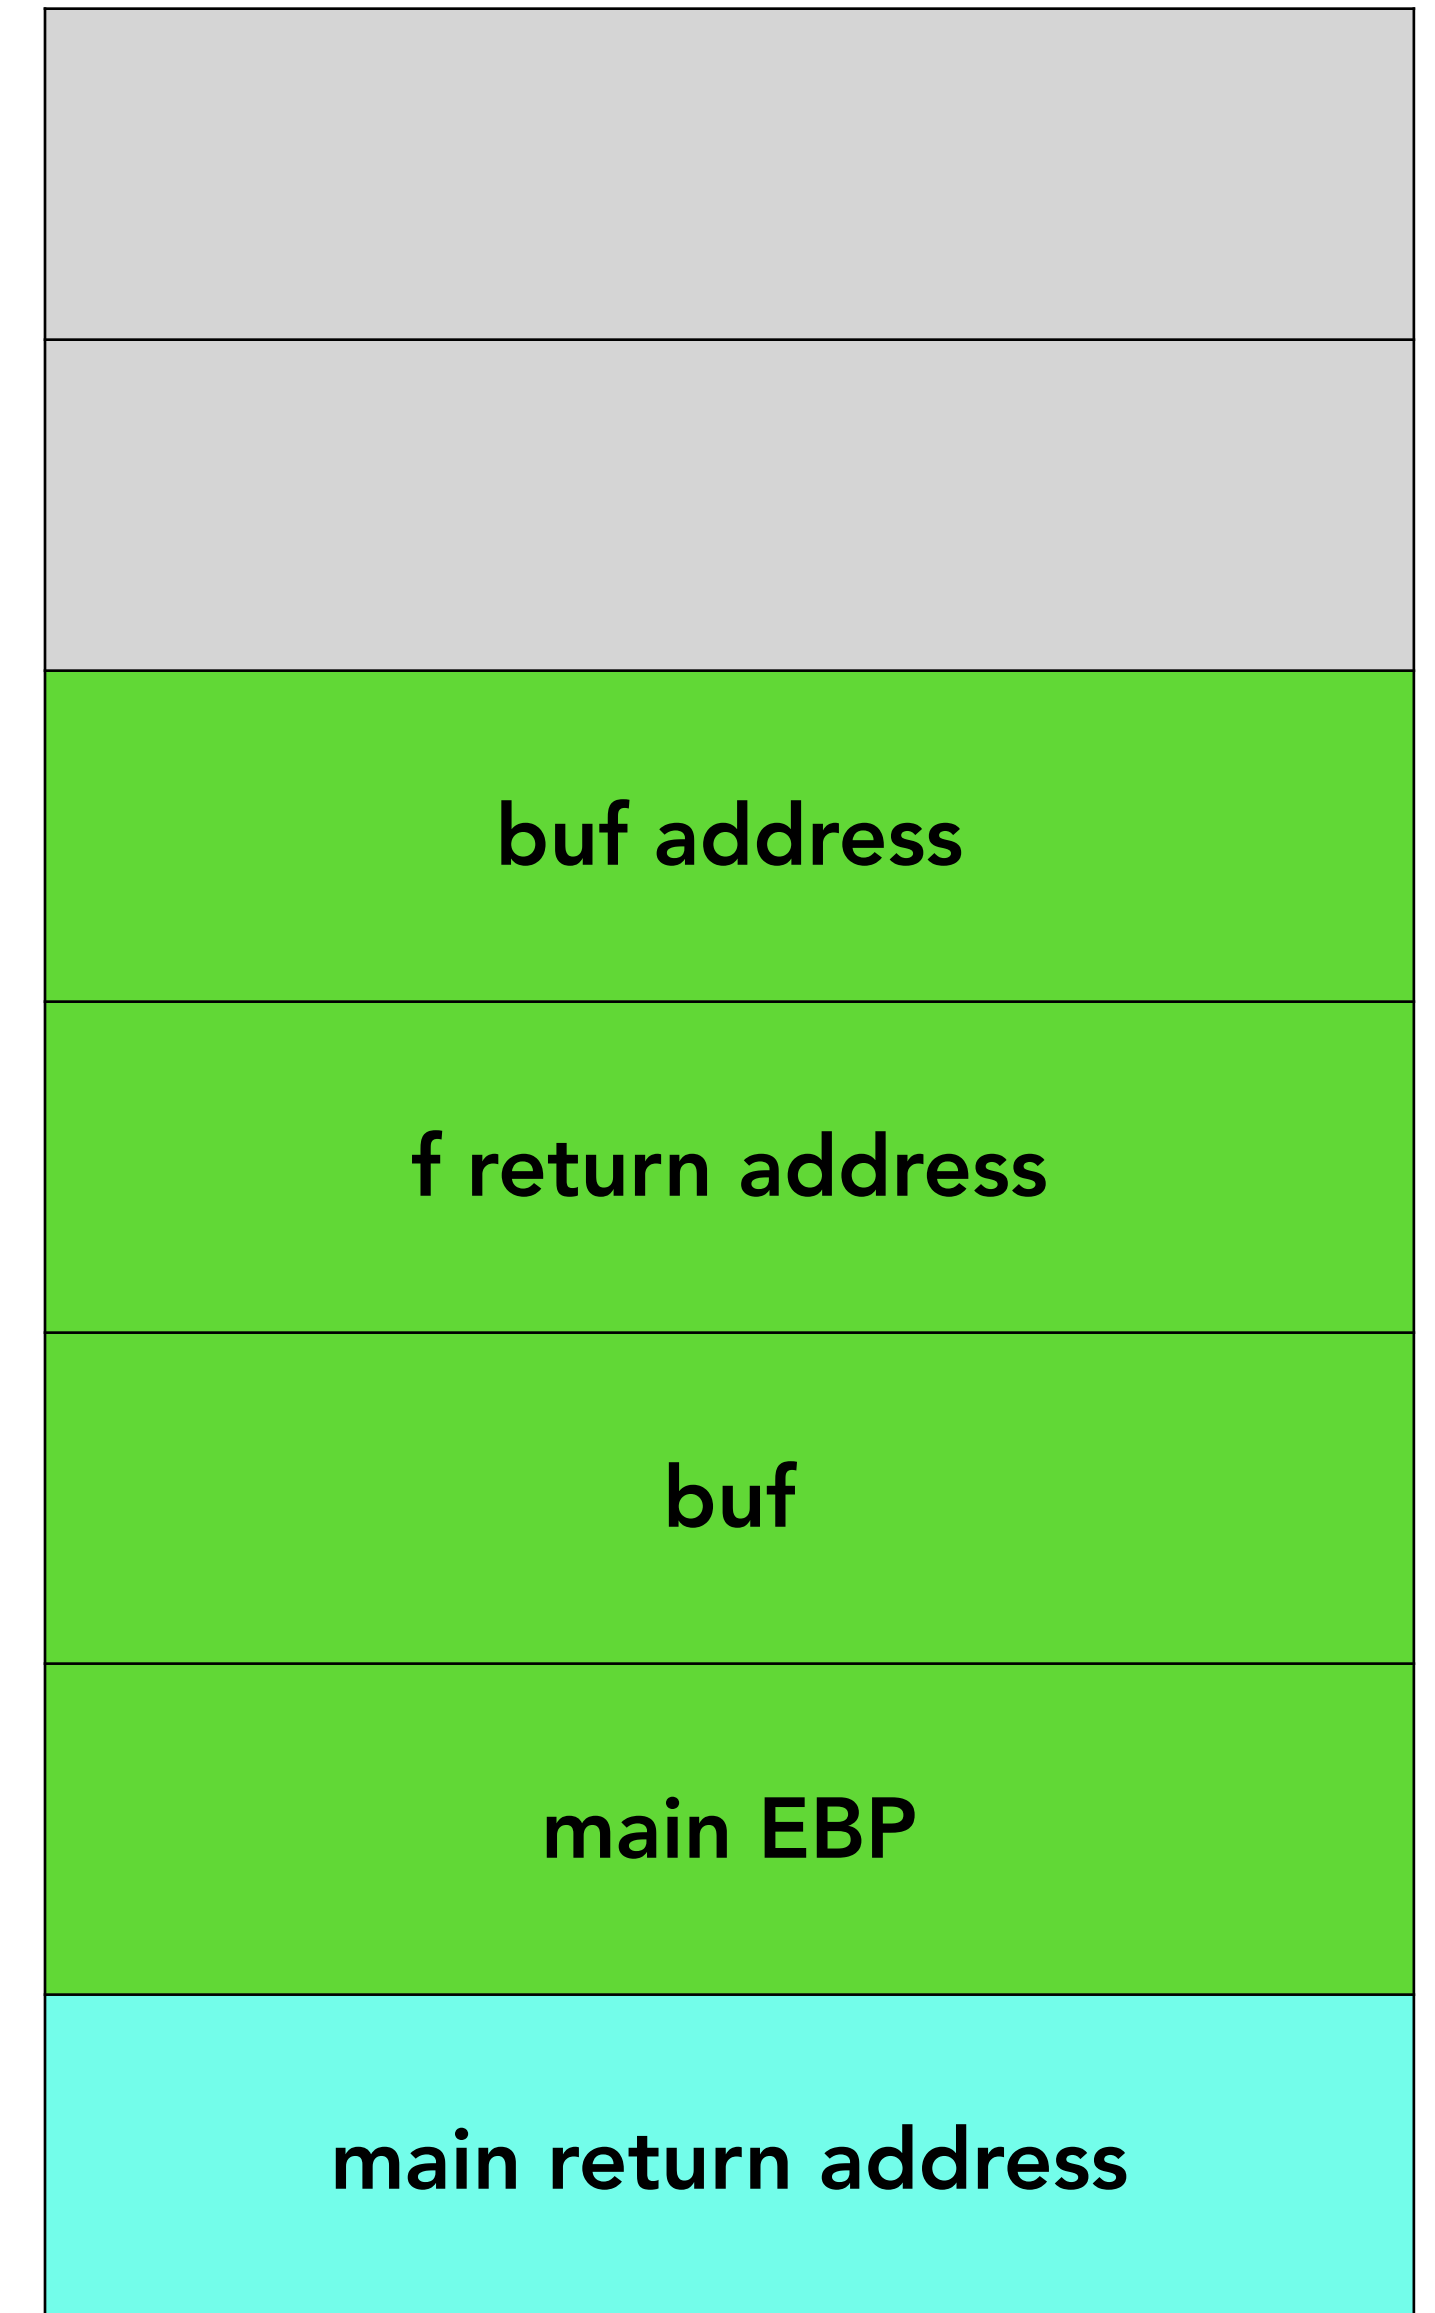 buf address
f return address
buf
main EBP
main return address